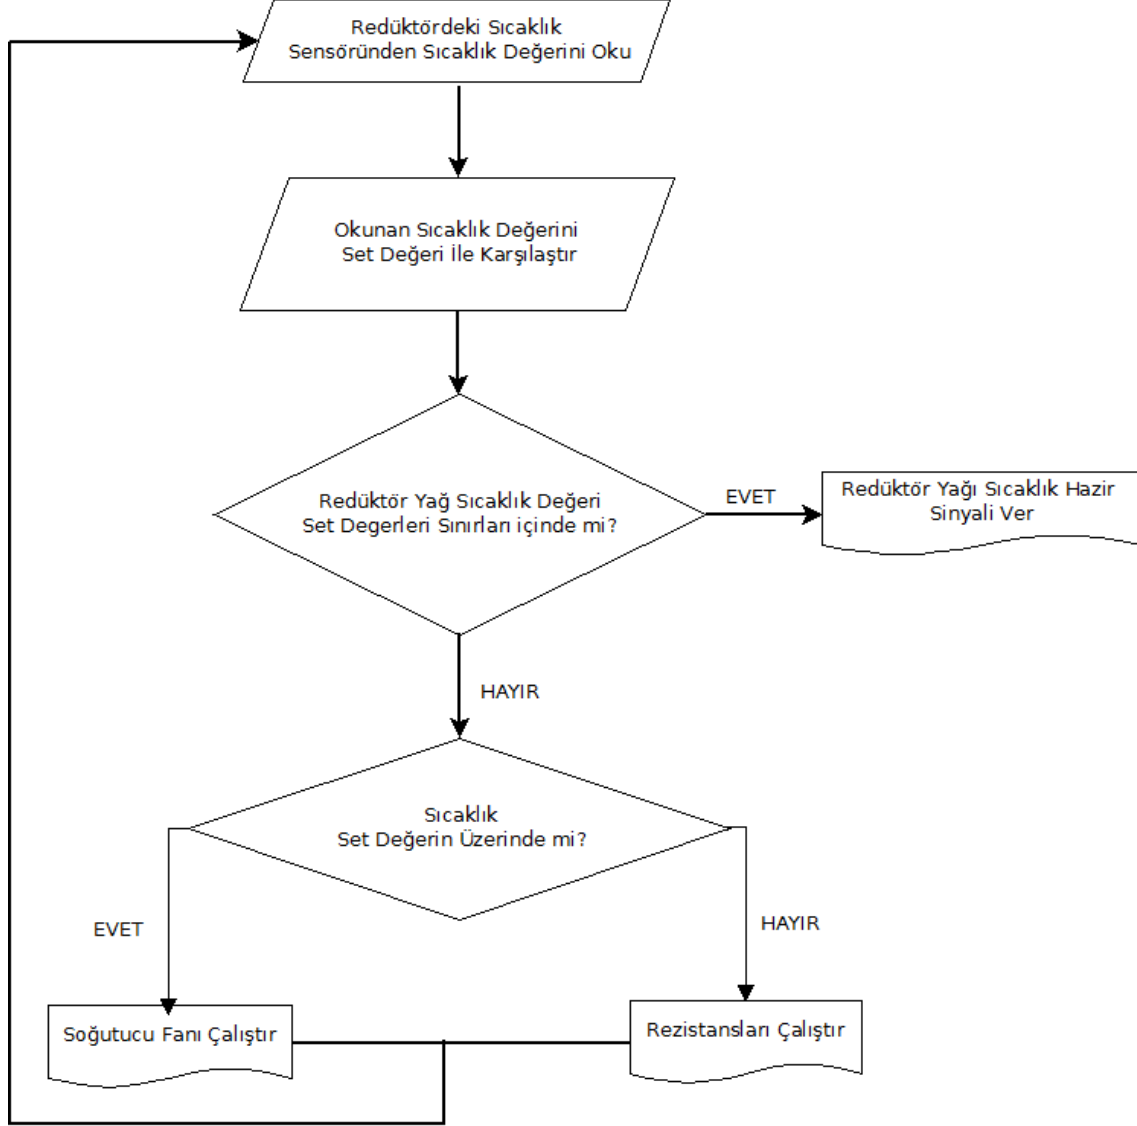 Redüktördeki Sıcaklık
Sensöründen Sıcaklık Değerini Oku
Okunan Sıcaklık Değerini
Set Değeri İle Karşılaştır
Redüktör Yağ Sıcaklık Değeri
Set Degerleri Sınırları içinde mi?
EVET
Redüktör Yağı Sıcaklık Hazir
Sinyali Ver
HAYIR
Sıcaklık
Set Değerin Üzerinde mi?
EVET
HAYIR
Soğutucu Fanı Çalıştır
Rezistansları Çalıştır